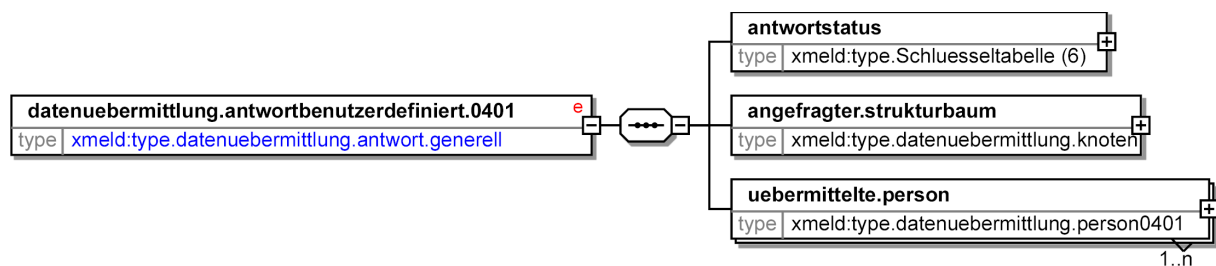 antwortstatus
type xmeld:type.Schluesseltabelle (6)
datenuebermittlung.antwortbenutzerdefiniert.0401 e
type xmeld:type.datenuebermittlung.antwort.generell
angefragter.strukturbaum
type xmeld:type.datenuebermittlung.knoten
uebermittelte.person
type xmeld:type.datenuebermittlung.person0401
1..n